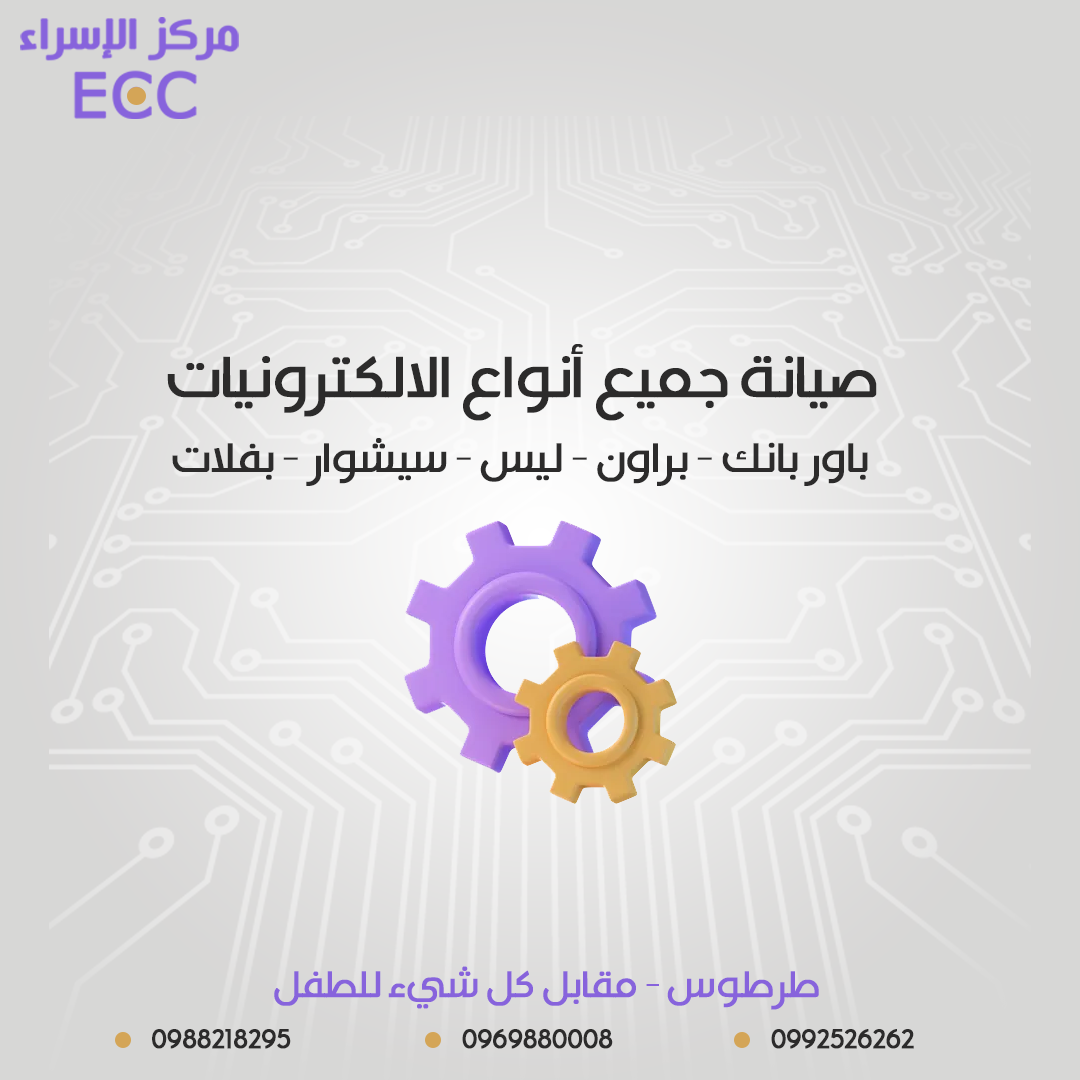 مركز الإسراء
ECC
صيانة جميع أنواع الالكترونيات
باور بانك - براون - ليس - سيشوار - بفلات
طرطوس - مقابل كل شيء للطفل
0988218295 0969880008 0992526262